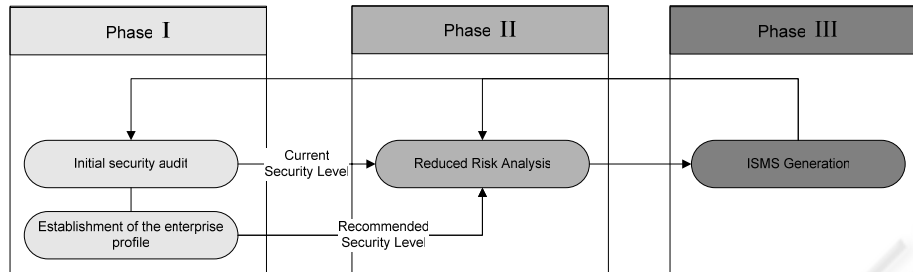 Phase I
Phase II
Phase III
Initial security audit
Current
Security Level
Reduced Risk Analysis
ISMS Generation
Establishment of the enterprise
profile
Recommended
Security Level